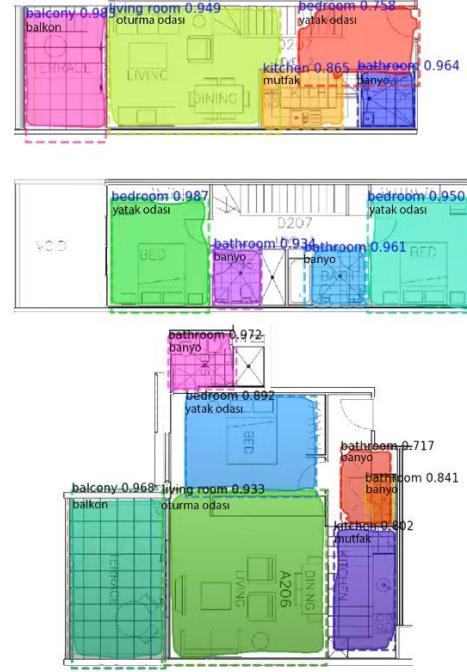 balcony 0.985 living room 0.949 bedroom 0.758
balkon oturma odası yatak odası
D207
kitchen 0.865 bathroom 0.964
mutfak banyo
TERRACE LIVING
DINING
bedroom 0.987 bedroom 0.950
yatak odası yatak odası
D207
VOID BED bathroom 0.934 bathroom 0.961 BED
banyo banyo
BATH
bathroom 0.972
banyo
bedroom 0.892
yatak odası
BED
bathroom 0.717
banyo
bathroom 0.841
banyo
balcony 0.968 living room 0.933
balkon oturma odası
kitchen 0.802
mutfak
TERRACE LIVING A206 DINING KITCHEN